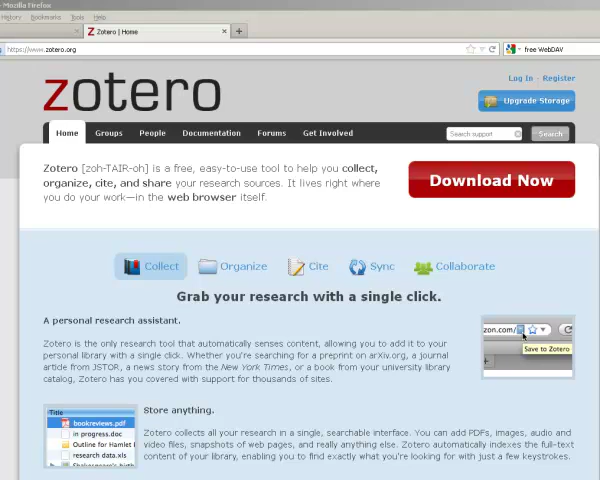 Mozilla Firefox
History Bookmarks Tools Help
Z Zotero | Home × +
https://www.zotero.org free WebDAV
Log In · Register
zotero
Upgrade Storage
Home Groups People Documentation Forums Get Involved Search support Search
Zotero [zoh-TAIR-oh] is a free, easy-to-use tool to help you collect,
organize, cite, and share your research sources. It lives right where
you do your work—in the web browser itself.
Download Now
Collect Organize Cite Sync Collaborate
Grab your research with a single click.
A personal research assistant.
Zotero is the only research tool that automatically senses content, allowing you to add it to your
personal library with a single click. Whether you're searching for a preprint on arXiv.org, a journal
article from JSTOR, a news story from the New York Times, or a book from your university library
catalog, Zotero has you covered with support for thousands of sites.
zon.com/
Save to Zotero
Title
bookreviews.pdf
in progress.doc
Outline for Hamlet
research data.xls
Shakespeare's birth
Store anything.
Zotero collects all your research in a single, searchable interface. You can add PDFs, images, audio and
video files, snapshots of web pages, and really anything else. Zotero automatically indexes the full-text
content of your library, enabling you to find exactly what you're looking for with just a few keystrokes.